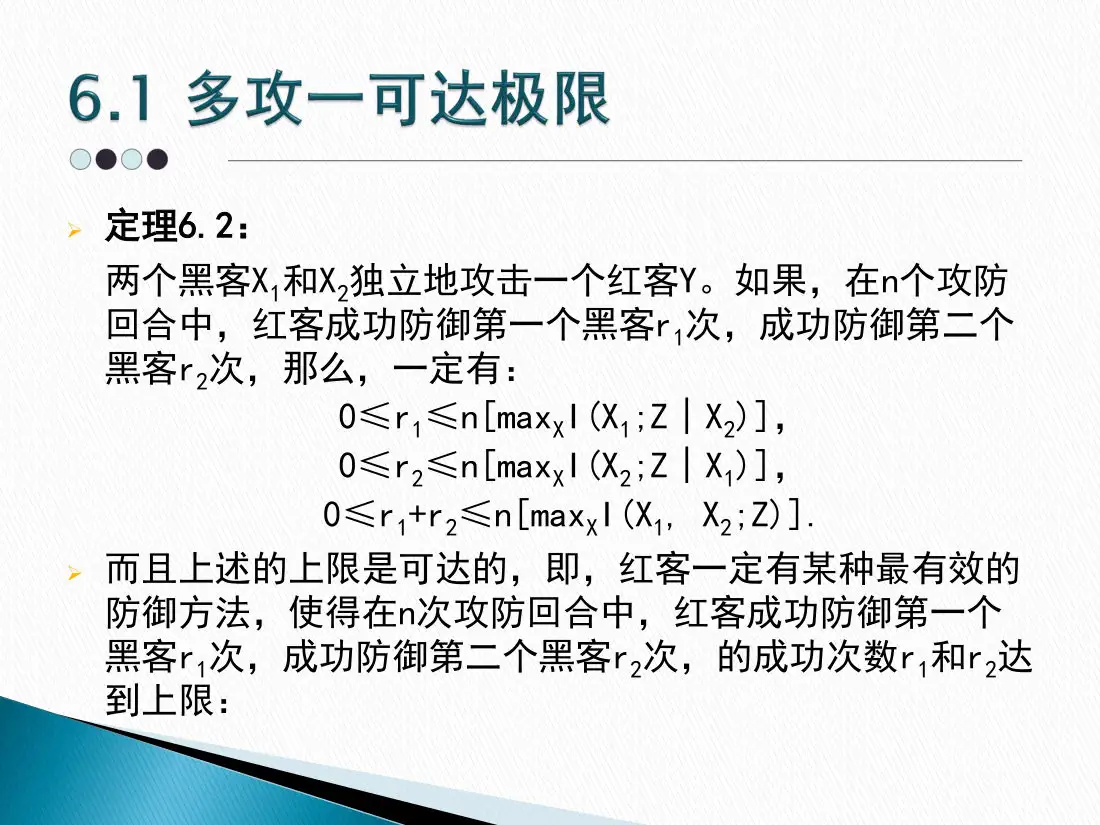 6.1 多攻一可达极限
定理6.2：
两个黑客X₁和X₂独立地攻击一个红客Y。如果，在n个攻防
回合中，红客成功防御第一个黑客r₁次，成功防御第二个
黑客r₂次，那么，一定有：
0≤r₁≤n[maxₓI(X₁;Z│X₂)]，
0≤r₂≤n[maxₓI(X₂;Z│X₁)]，
0≤r₁+r₂≤n[maxₓI(X₁, X₂;Z)].
而且上述的上限是可达的，即，红客一定有某种最有效的
防御方法，使得在n次攻防回合中，红客成功防御第一个
黑客r₁次，成功防御第二个黑客r₂次，的成功次数r₁和r₂达
到上限：